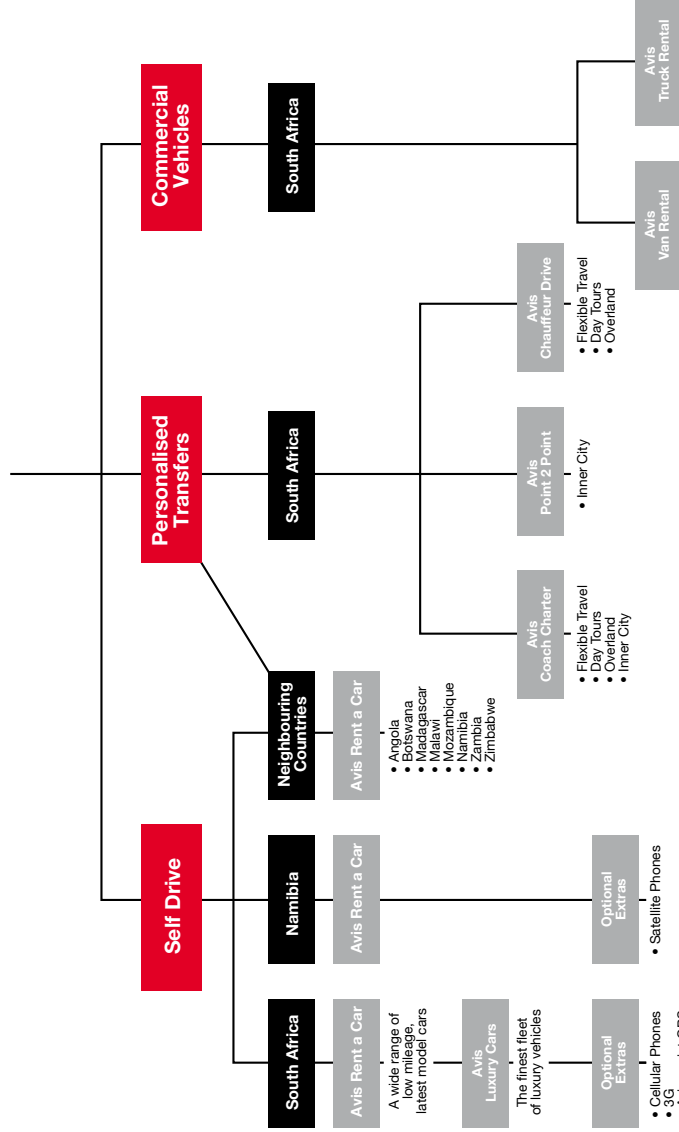 Self Drive
Personalised
Transfers
Commercial
Vehicles
South Africa
Namibia
Neighbouring
Countries
South Africa
South Africa
Avis Rent a Car
A wide range of
low mileage,
latest model cars
Avis
Luxury Cars
The finest fleet
of luxury vehicles
Optional
Extras
• Cellular Phones
• 3G
Avis Rent a Car
Optional
Extras
• Satellite Phones
Avis Rent a Car
• Angola
• Botswana
• Madagascar
• Malawi
• Mozambique
• Namibia
• Zambia
• Zimbabwe
Avis
Coach Charter
• Flexible Travel
• Day Tours
• Overland
• Inner City
Avis
Point 2 Point
• Inner City
Avis
Chauffeur Drive
• Flexible Travel
• Day Tours
• Overland
Avis
Van Rental
Avis
Truck Rental